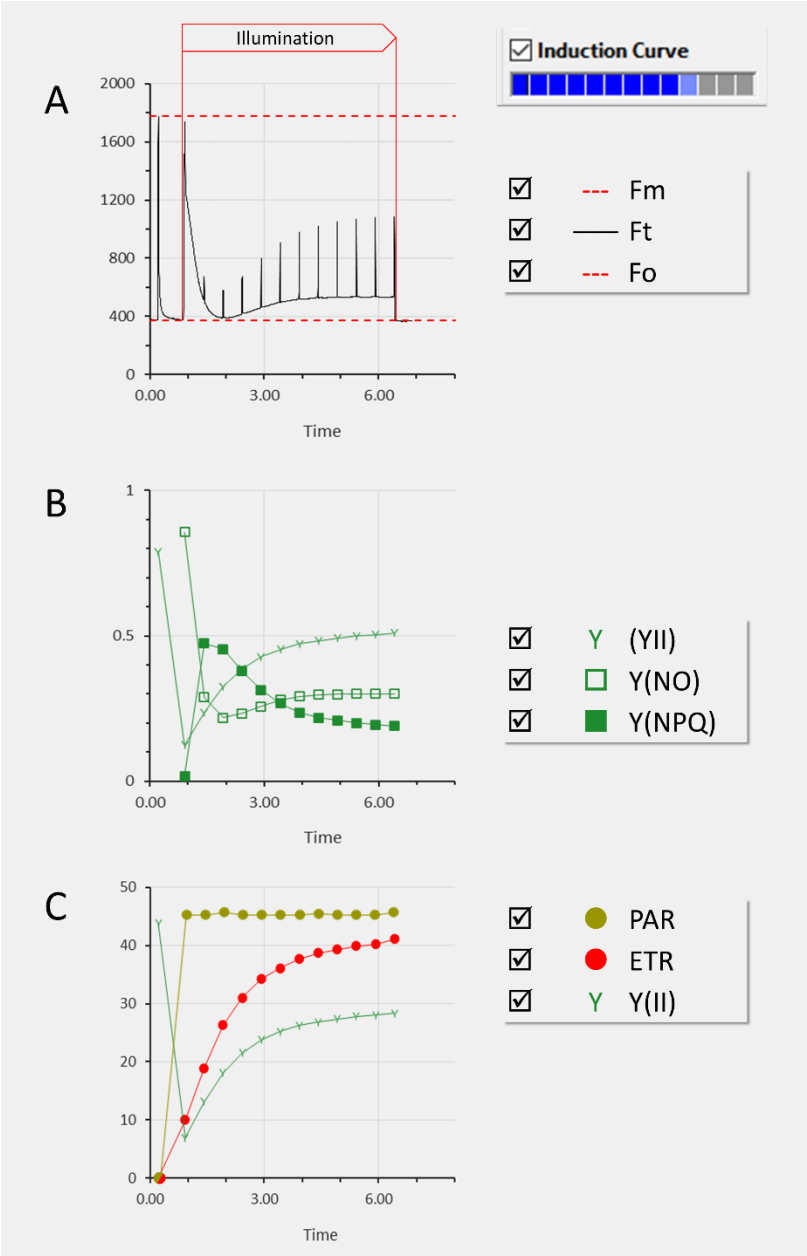 Illumination
Induction Curve
A
2000
1600
1200
800
400
0
0.00 3.00 6.00
Time
Fm
Ft
Fo
B
1
0.5
0
0.00 3.00 6.00
Time
Y (YII)
Y(NO)
Y(NPQ)
C
50
40
30
20
10
0
0.00 3.00 6.00
Time
PAR
ETR
Y Y(II)